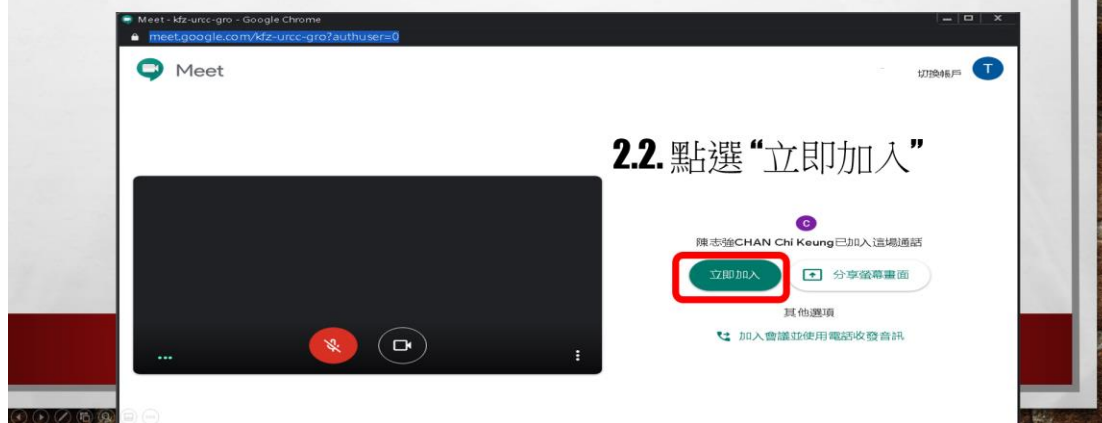 Meet - kfz-urcc-gro - Google Chrome
meet.google.com/kfz-urcc-gro?authuser=0
Meet
切換帳戶
T
2.2. 點選“立即加入”
C
陳志強CHAN Chi Keung已加入這場通話
立即加入
分享螢幕畫面
其他選項
加入會議並使用電話收發音訊